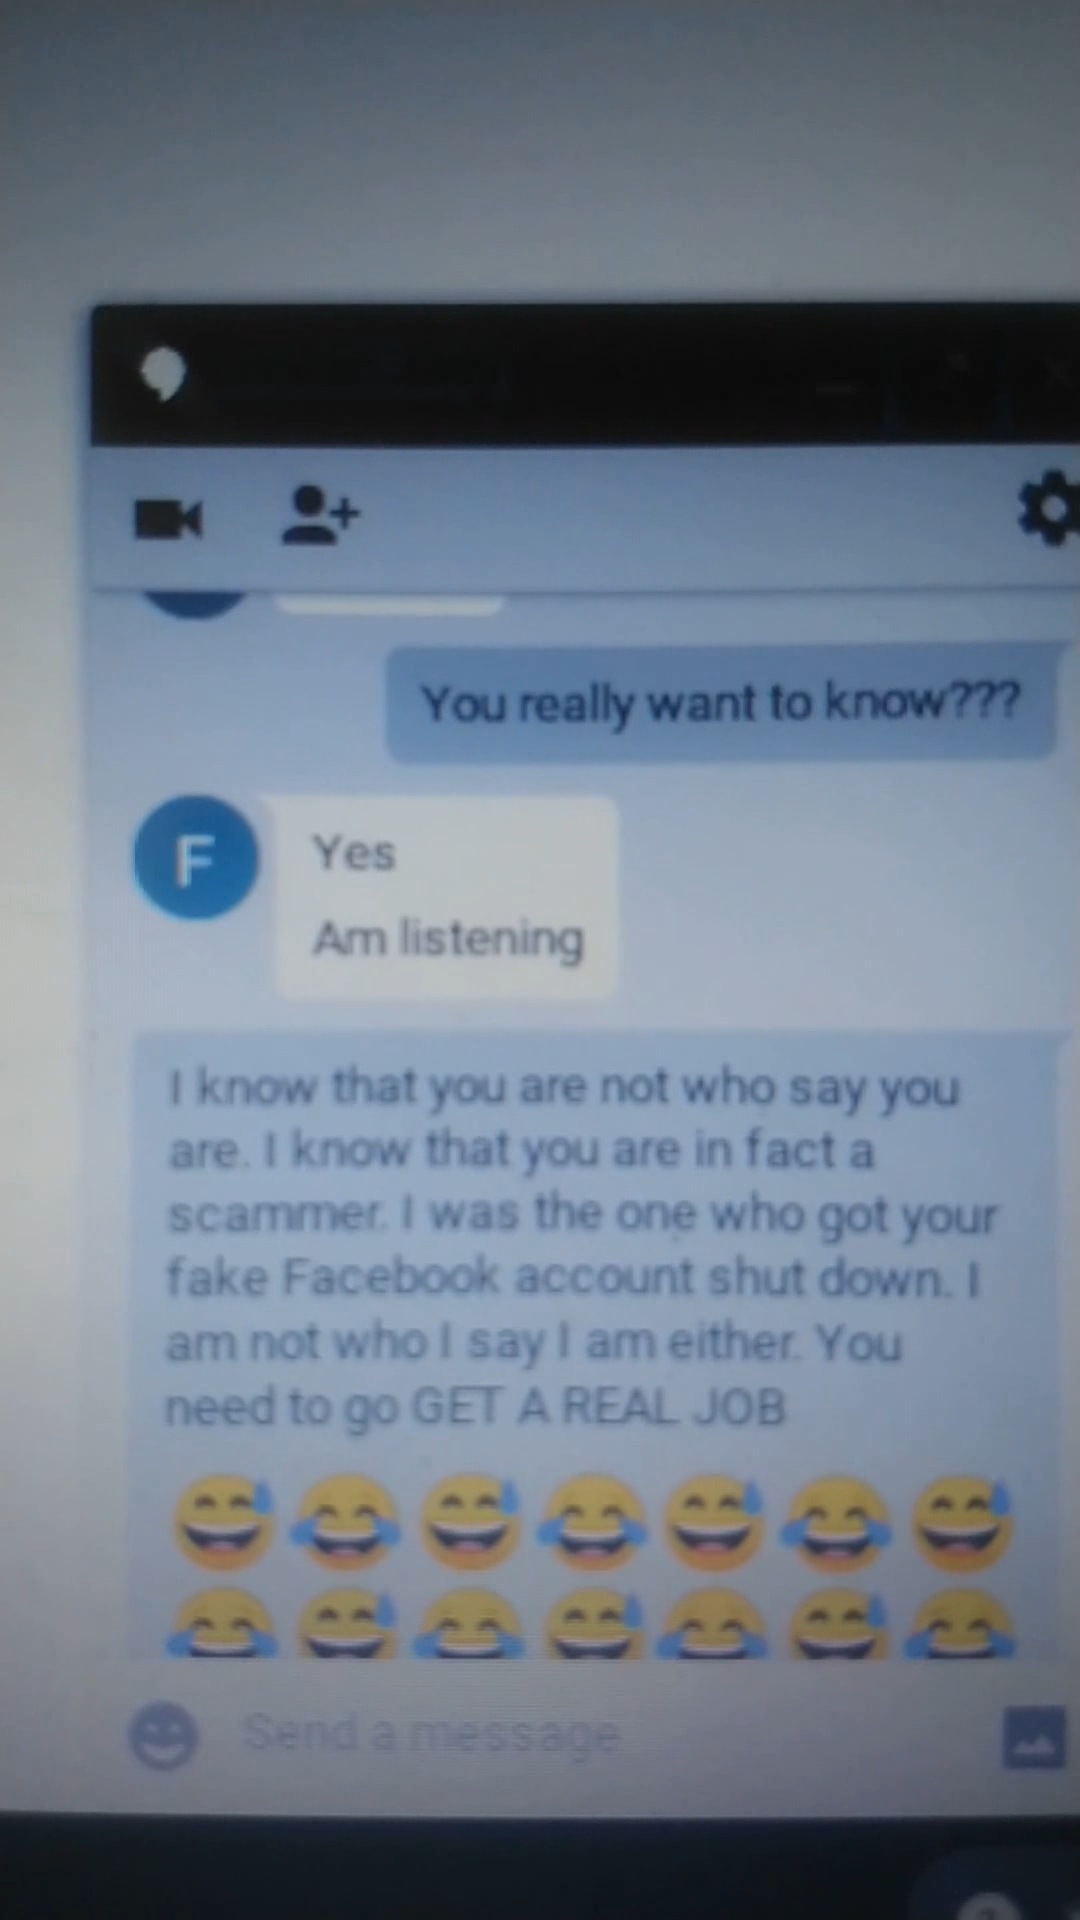 You really want to know???
F
Yes
Am listening
I know that you are not who say you
are. I know that you are in fact a
scammer. I was the one who got your
fake Facebook account shut down. I
am not who I say I am either. You
need to go GET A REAL JOB
Send a message